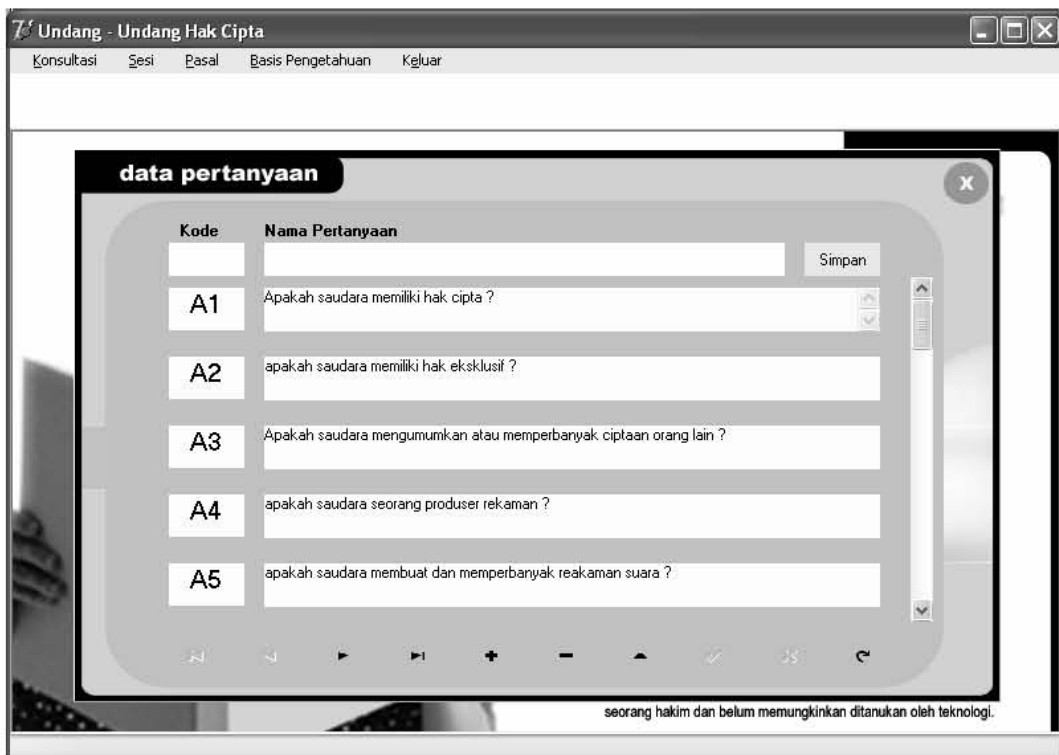 Undang - Undang Hak Cipta
Konsultasi Sesi Pasal Basis Pengetahuan Keluar
data pertanyaan
x
Kode Nama Pertanyaan
Simpan
A1 Apakah saudara memiliki hak cipta ?
A2 apakah saudara memiliki hak eksklusif ?
A3 Apakah saudara mengumumkan atau memperbanyak ciptaan orang lain ?
A4 apakah saudara seorang produser rekaman ?
A5 apakah saudara membuat dan memperbanyak reakaman suara ?
seorang hakim dan belum memungkinkan ditanukan oleh teknologi.